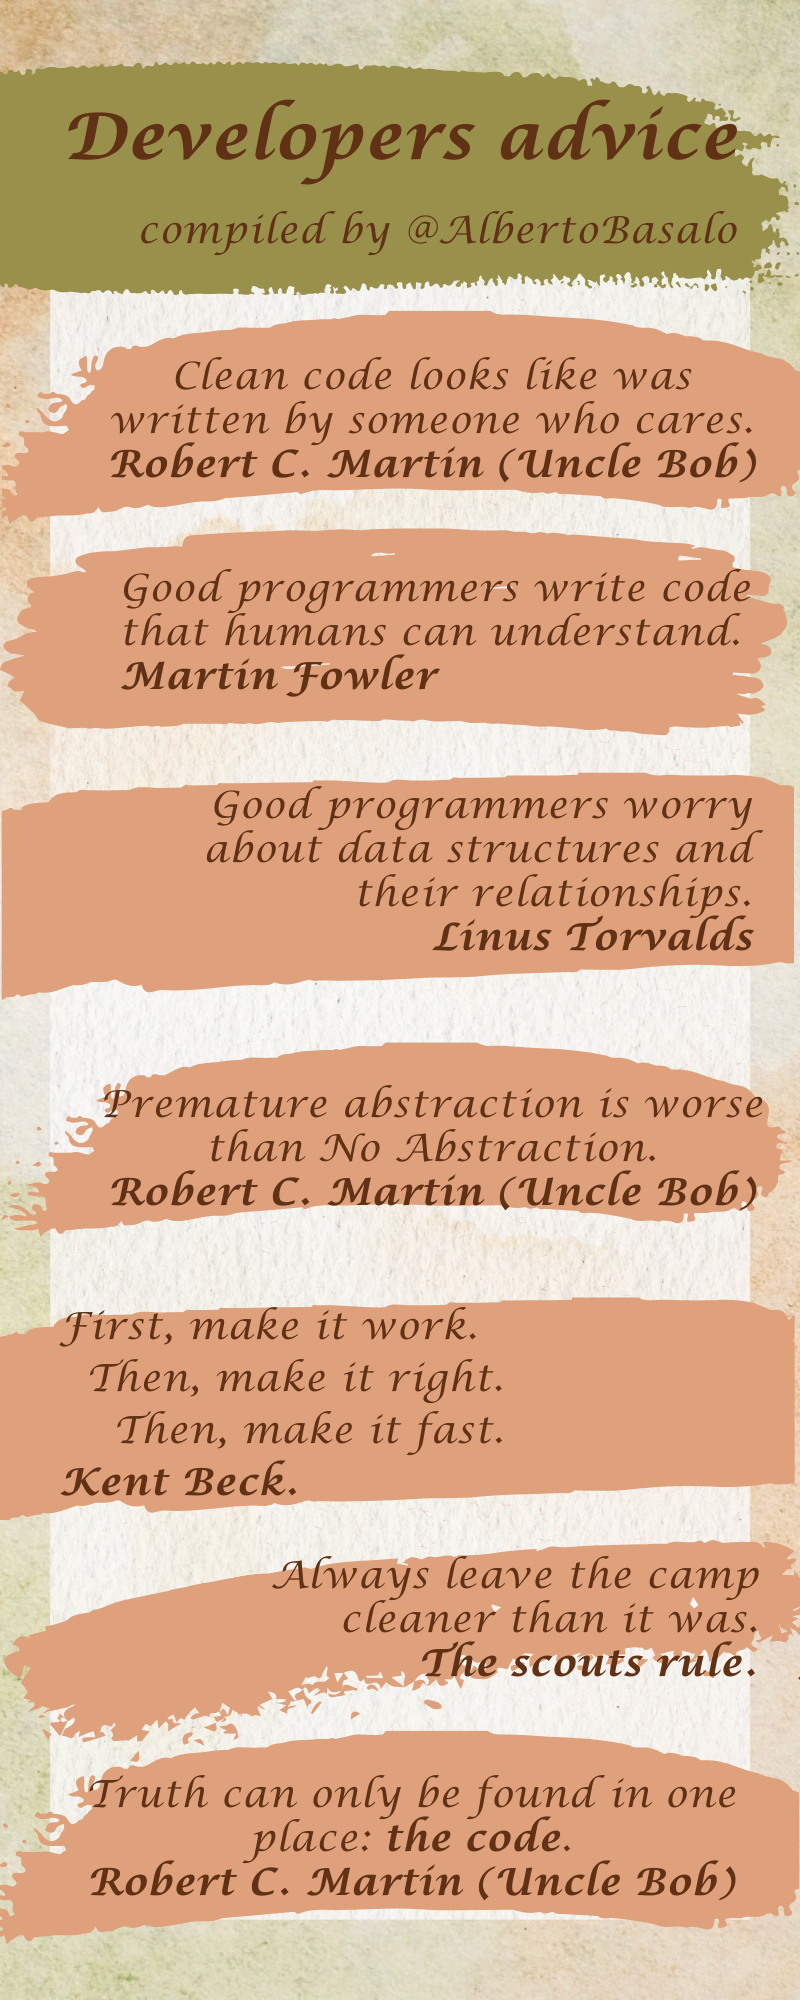 Developers advice
compiled by @AlbertoBasalo
Clean code looks like was
written by someone who cares.
Robert C. Martin (Uncle Bob)
Good programmers write code
that humans can understand.
Martin Fowler
Good programmers worry
about data structures and
their relationships.
Linus Torvalds
Premature abstraction is worse
than No Abstraction.
Robert C. Martin (Uncle Bob)
First, make it work.
Then, make it right.
Then, make it fast.
Kent Beck.
Always leave the camp
cleaner than it was.
The scouts rule.
Truth can only be found in one
place: the code.
Robert C. Martin (Uncle Bob)